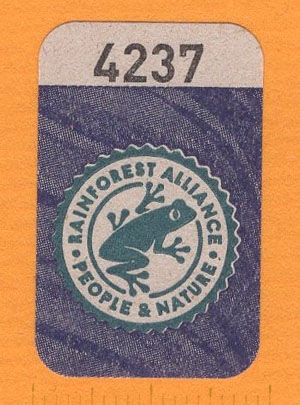 4237
RAINFOREST ALLIANCE
• PEOPLE & NATURE •